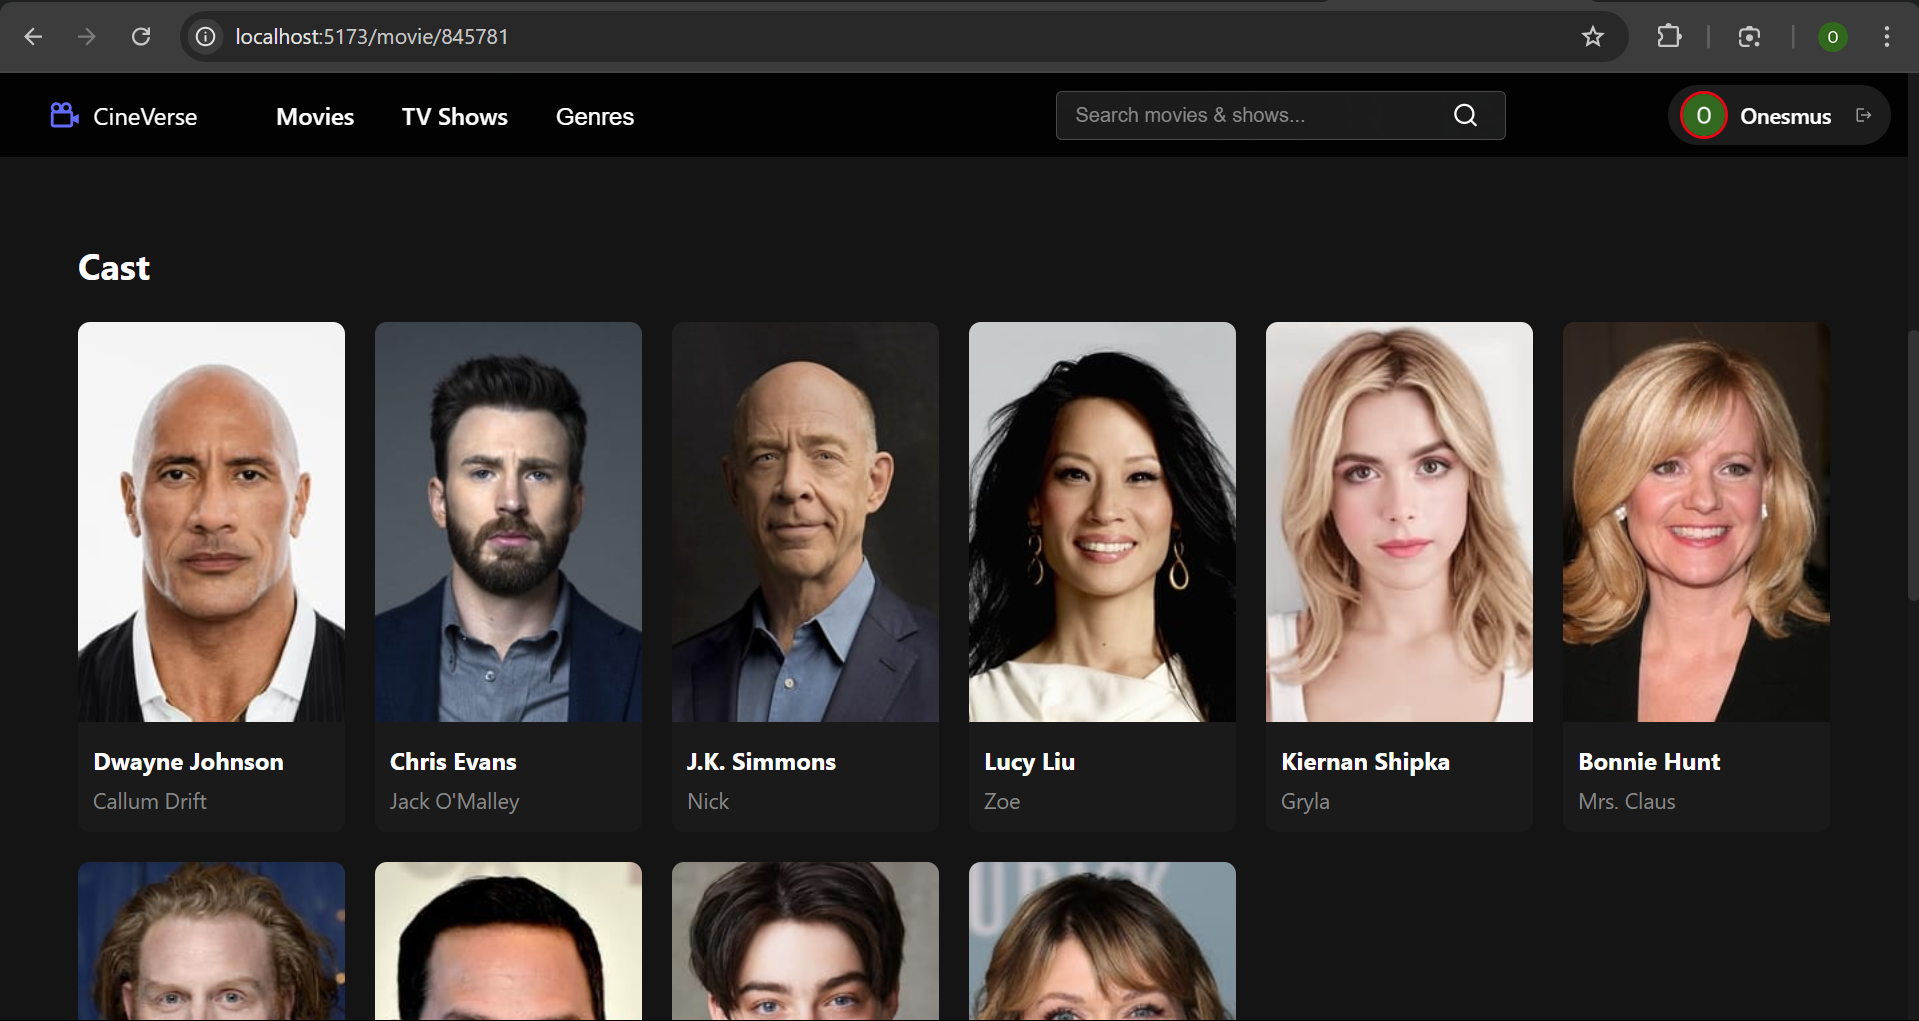 localhost:5173/movie/845781
O
CineVerse
Movies
TV Shows
Genres
Search movies & shows...
O
Onesmus
Cast
Dwayne Johnson
Callum Drift
Chris Evans
Jack O'Malley
J.K. Simmons
Nick
Lucy Liu
Zoe
Kiernan Shipka
Gryla
Bonnie Hunt
Mrs. Claus